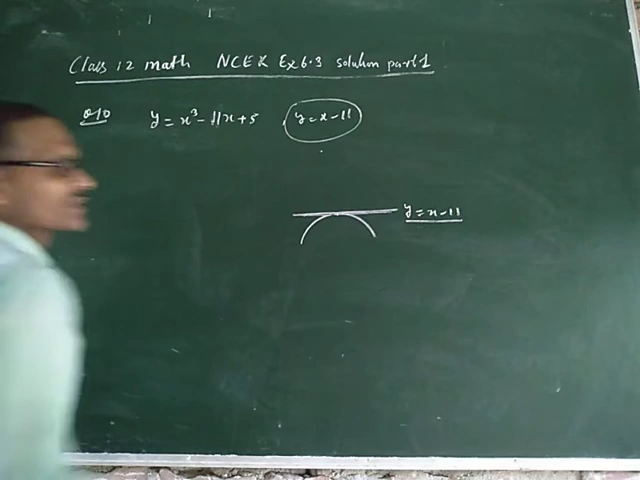 Class 12 math NCERT Ex 6.3 solution part 1
Q10 y = x³ - 11x + 5 y = x - 11
y = x - 11